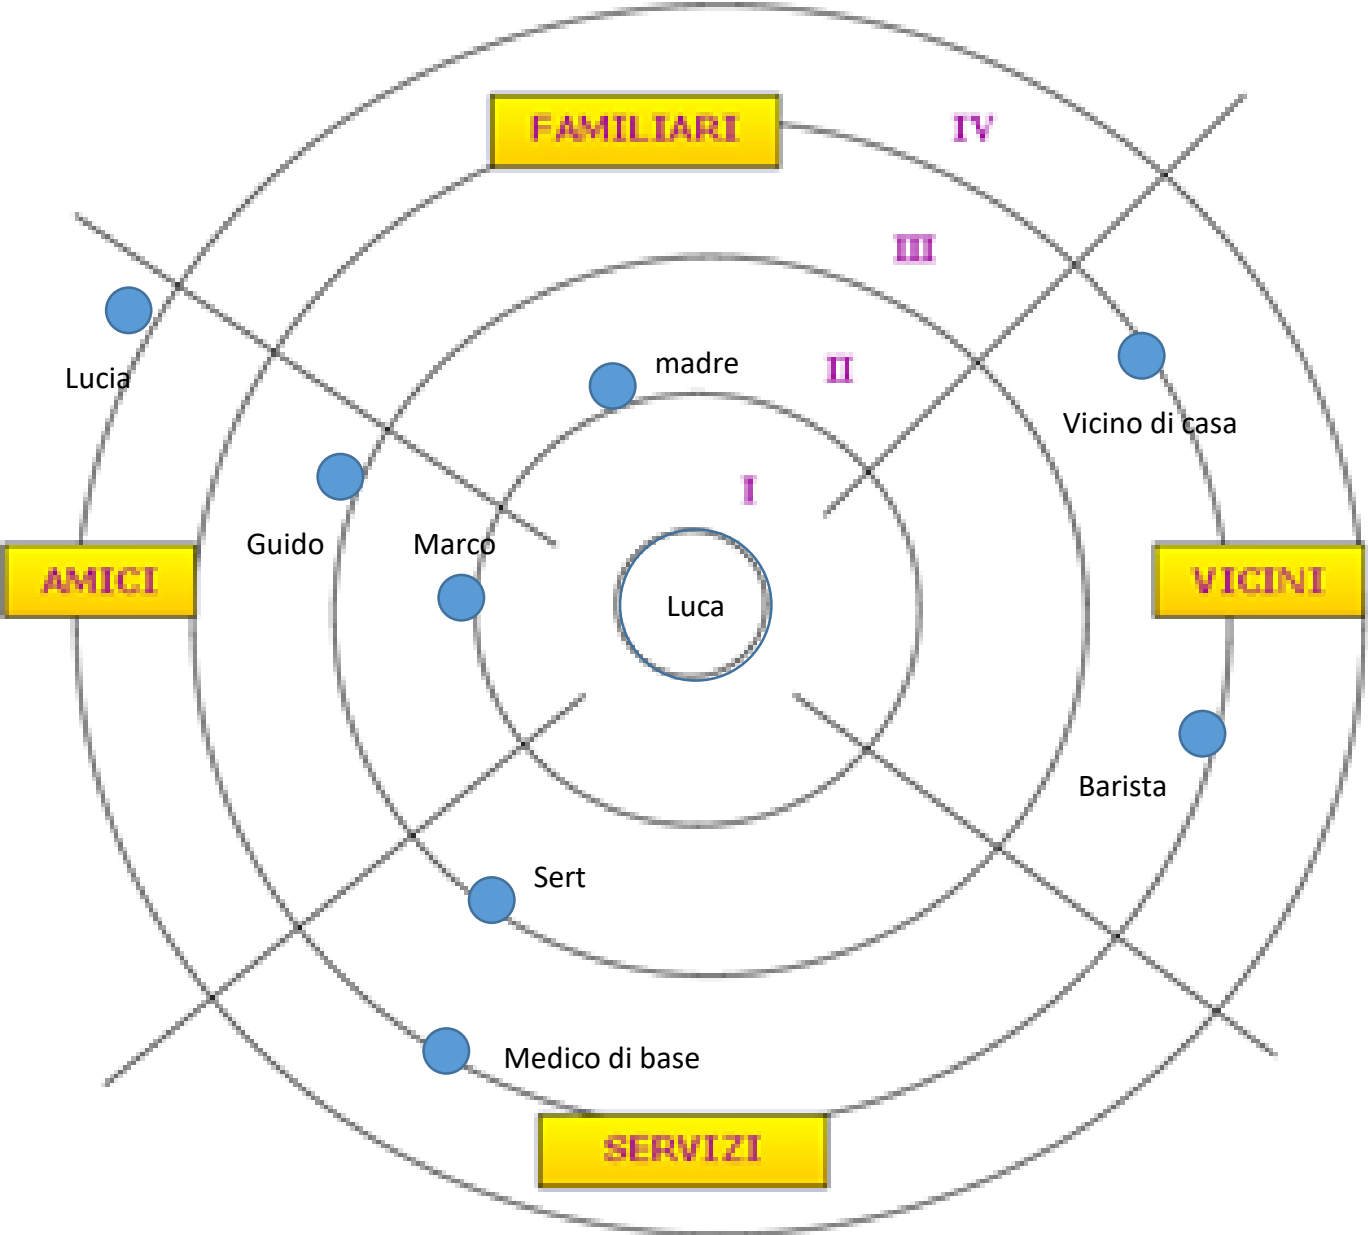 FAMILIARI
IV
III
madre
II
Lucia
Vicino di casa
I
Guido
Marco
AMICI
VICINI
Luca
Barista
Sert
Medico di base
SERVIZI